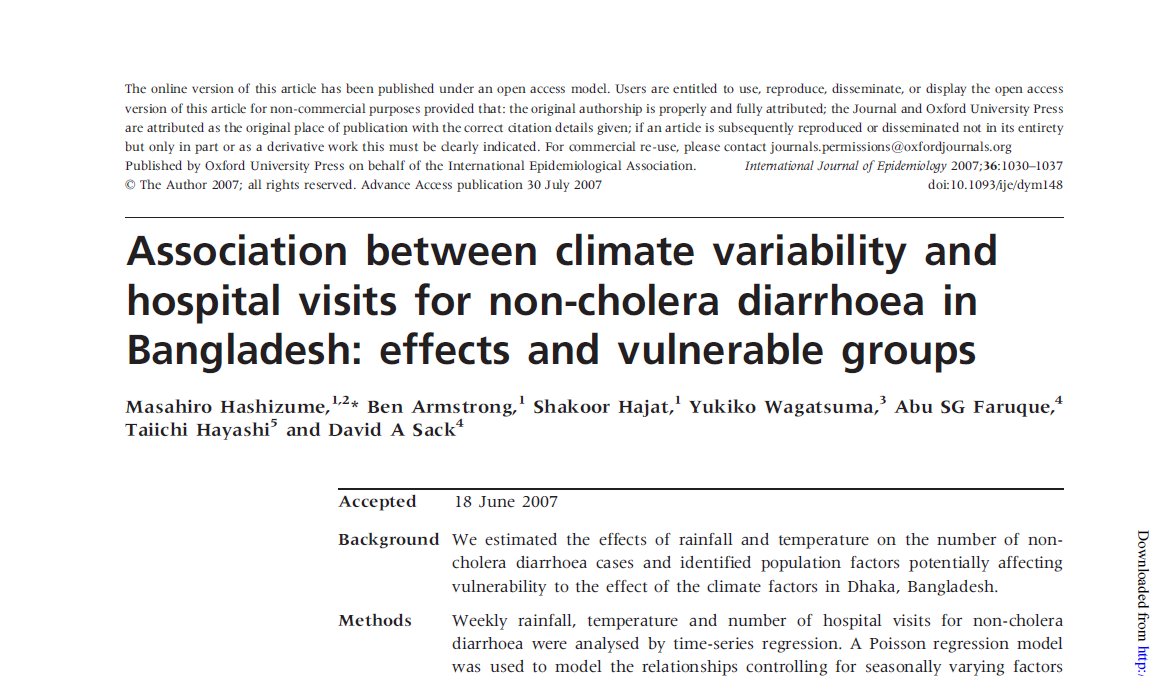 The online version of this article has been published under an open access model. Users are entitled to use, reproduce, disseminate, or display the open access
version of this article for non-commercial purposes provided that: the original authorship is properly and fully attributed; the Journal and Oxford University Press
are attributed as the original place of publication with the correct citation details given; if an article is subsequently reproduced or disseminated not in its entirety
but only in part or as a derivative work this must be clearly indicated. For commercial re-use, please contact journals.permissions@oxfordjournals.org
Published by Oxford University Press on behalf of the International Epidemiological Association. International Journal of Epidemiology 2007;36:1030–1037
© The Author 2007; all rights reserved. Advance Access publication 30 July 2007 doi:10.1093/ije/dym148
Association between climate variability and
hospital visits for non-cholera diarrhoea in
Bangladesh: effects and vulnerable groups
Masahiro Hashizume,1,2* Ben Armstrong,1 Shakoor Hajat,1 Yukiko Wagatsuma,3 Abu SG Faruque,4
Taiichi Hayashi5 and David A Sack4
Accepted 18 June 2007
Background We estimated the effects of rainfall and temperature on the number of non-
cholera diarrhoea cases and identified population factors potentially affecting
vulnerability to the effect of the climate factors in Dhaka, Bangladesh.
Methods Weekly rainfall, temperature and number of hospital visits for non-cholera
diarrhoea were analysed by time-series regression. A Poisson regression model
was used to model the relationships controlling for seasonally varying factors
Downloaded from http:/